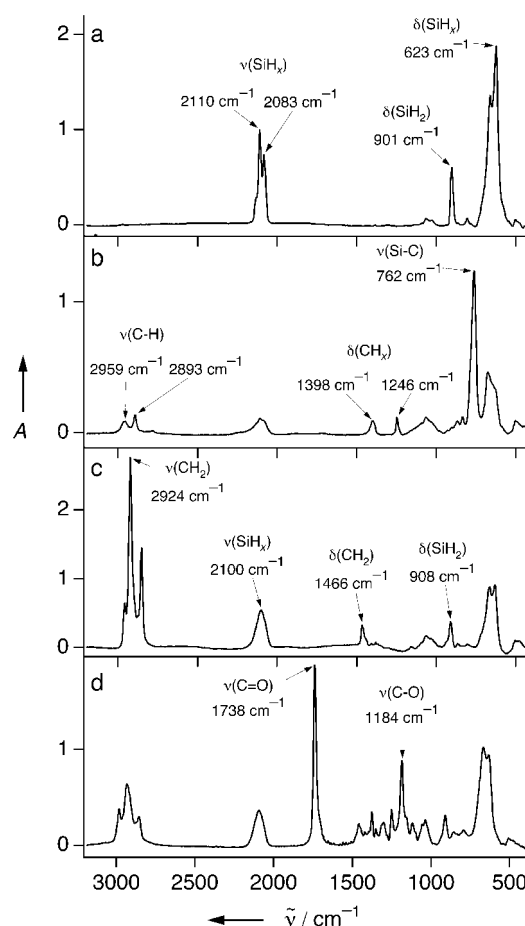 a
2
1
0
ν(SiHx)
2110 cm−1 2083 cm−1
δ(SiHx)
623 cm−1
δ(SiH2)
901 cm−1
b
1
0
ν(Si-C)
762 cm−1
ν(C-H)
2959 cm−1 2893 cm−1
δ(CHx)
1398 cm−1 1246 cm−1
A
c
2
1
0
ν(CH2)
2924 cm−1
ν(SiHx)
2100 cm−1
δ(CH2)
1466 cm−1
δ(SiH2)
908 cm−1
d
1
0
ν(C=O)
1738 cm−1
ν(C-O)
1184 cm−1
3000 2500 2000 1500 1000 500
ν̃ / cm−1